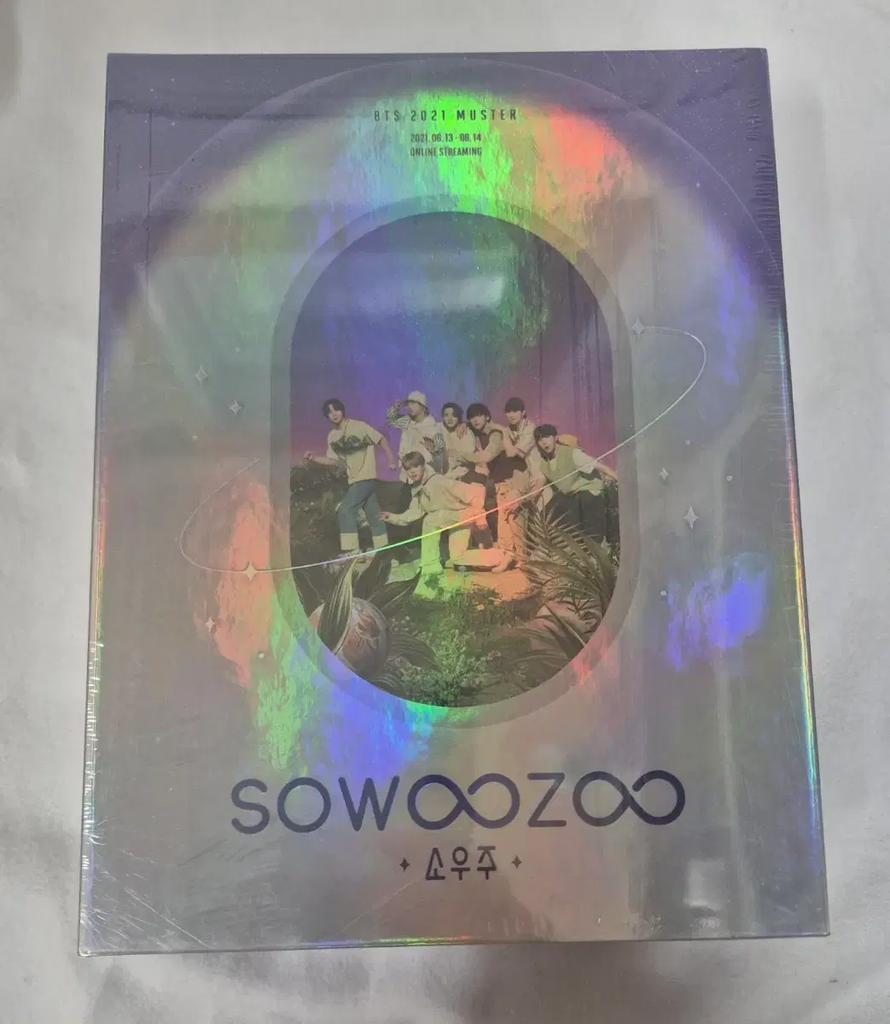 BTS 2021 MUSTER
2021.06.13 - 06.14
ONLINE STREAMING
SOWOOZOO
소우주